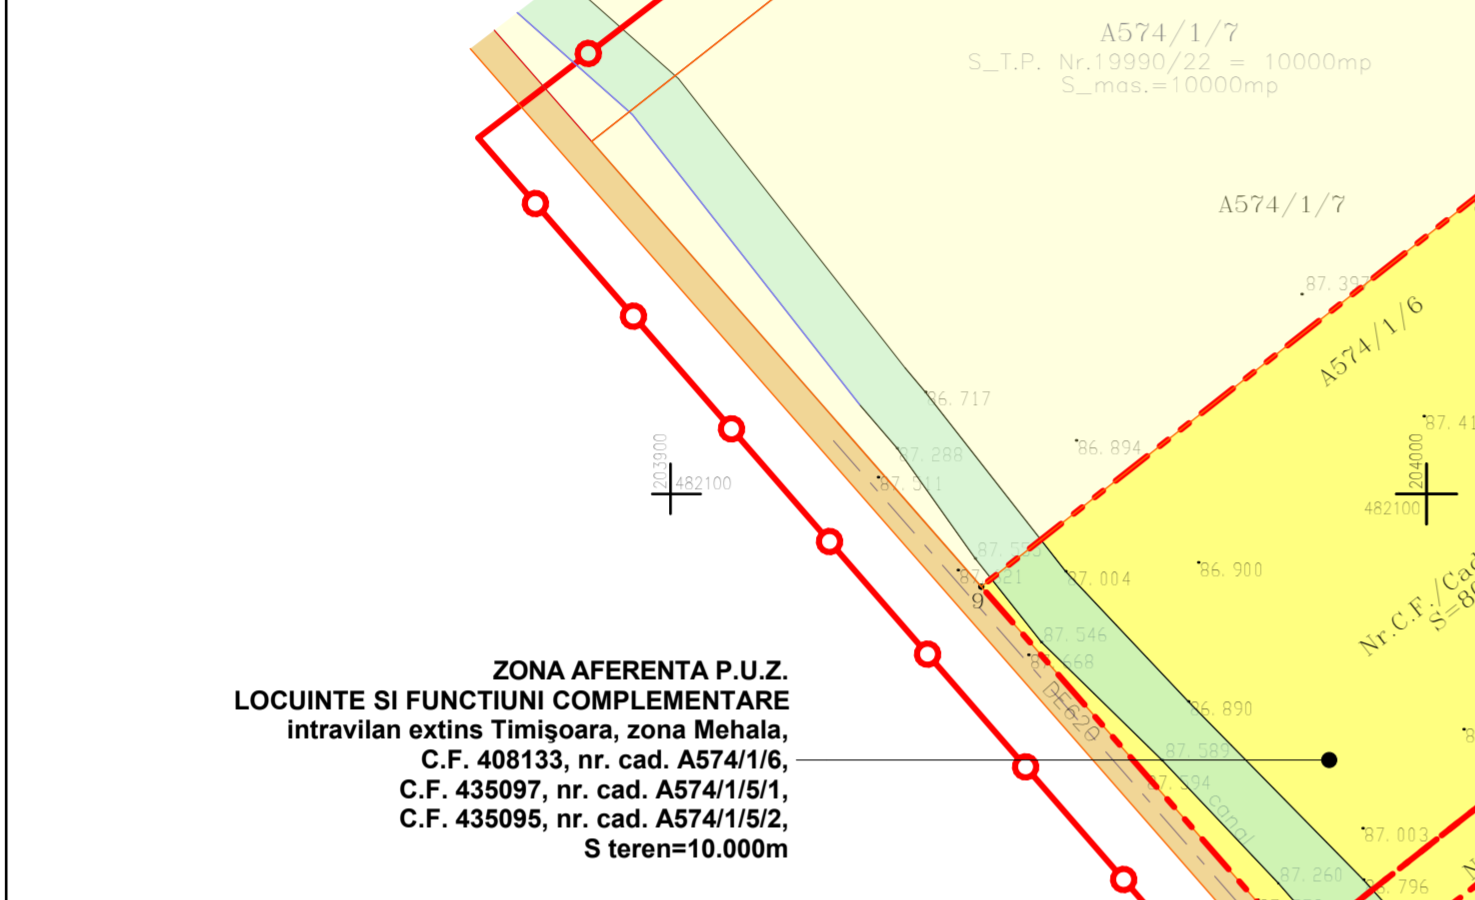 A574/1/7
S_T.P. Nr.19990/22 = 10000mp
S_mas.=10000mp
A574/1/7
87.397
A574/1/6
86.717
87.41
86.894
87.288
203900
482100
87.511
204000
482100
86.900
87.004
9
Nr.C.F./Cad
87.546
DE620
86.890
87.589
87.594
canal
87.003
87.260
ZONA AFERENTA P.U.Z.
LOCUINTE SI FUNCTIUNI COMPLEMENTARE
intravilan extins Timişoara, zona Mehala,
C.F. 408133, nr. cad. A574/1/6,
C.F. 435097, nr. cad. A574/1/5/1,
C.F. 435095, nr. cad. A574/1/5/2,
S teren=10.000m